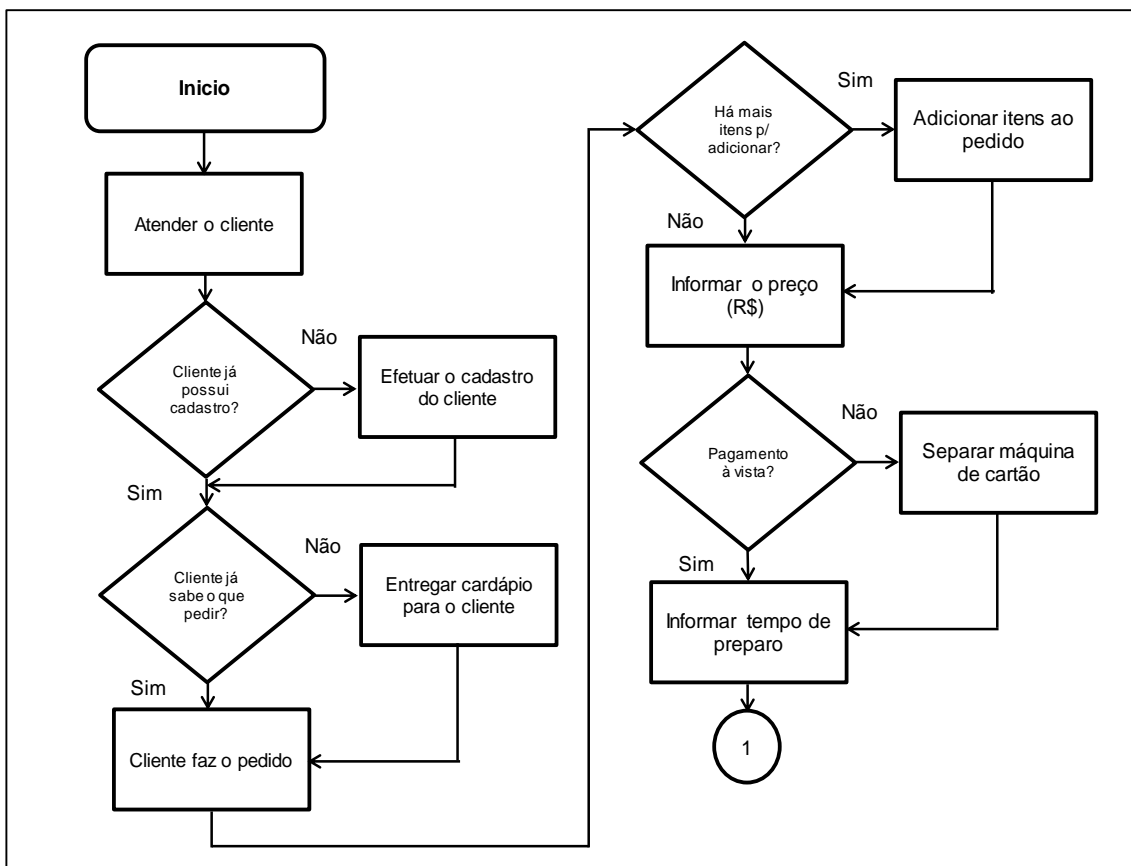 Inicio
Atender o cliente
Cliente já
possui
cadastro?
Não
Efetuar o cadastro
do cliente
Sim
Cliente já
sabe o que
pedir?
Não
Entregar cardápio
para o cliente
Sim
Cliente faz o pedido
Há mais
itens p/
adicionar?
Sim
Adicionar itens ao
pedido
Não
Informar o preço
(R$)
Pagamento
à vista?
Não
Separar máquina
de cartão
Sim
Informar tempo de
preparo
1